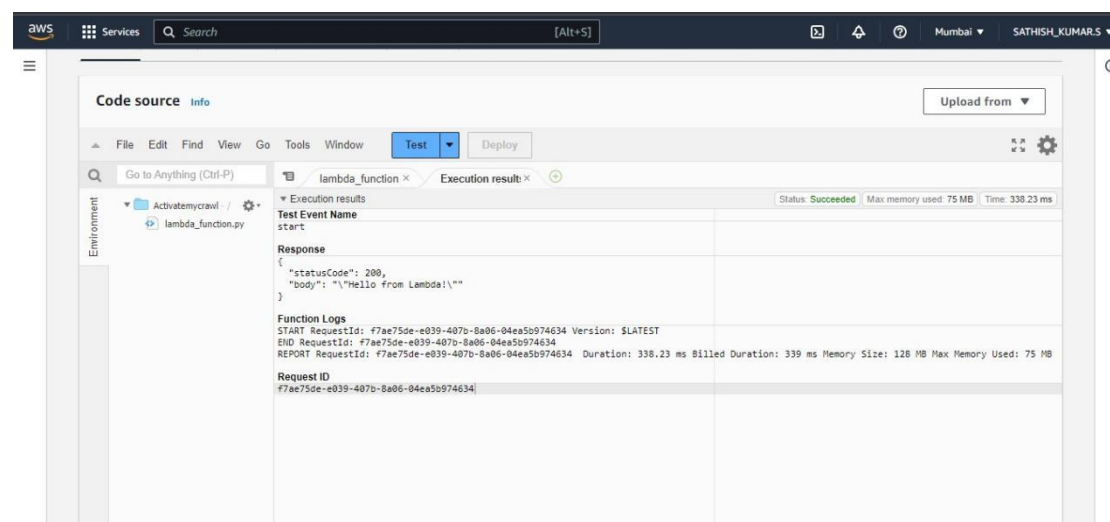 aws Services Search [Alt+S] Mumbai SATHISH_KUMAR.S
Code source Info Upload from
File Edit Find View Go Tools Window Test Deploy
Go to Anything (Ctrl-P) lambda_function × Execution results ×
Environment
Activatemycrawl - /
lambda_function.py
Execution results Status: Succeeded Max memory used: 75 MB Time: 338.23 ms
Test Event Name
start
Response
{
"statusCode": 200,
"body": "\"Hello from Lambda!\""
}
Function Logs
START RequestId: f7ae75de-e039-407b-8a06-04ea5b974634 Version: $LATEST
END RequestId: f7ae75de-e039-407b-8a06-04ea5b974634
REPORT RequestId: f7ae75de-e039-407b-8a06-04ea5b974634 Duration: 338.23 ms Billed Duration: 339 ms Memory Size: 128 MB Max Memory Used: 75 MB
Request ID
f7ae75de-e039-407b-8a06-04ea5b974634